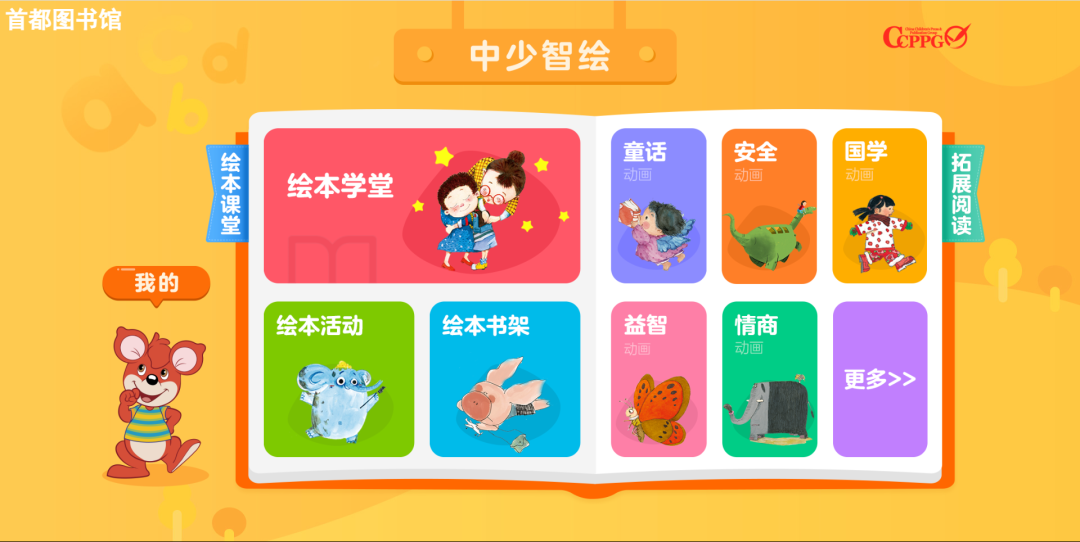 首都图书馆
中少智绘
CCPPG
绘本课堂
绘本学堂
童话
动画
安全
动画
国学
动画
拓展阅读
我的
绘本活动
绘本书架
益智
动画
情商
动画
更多>>
a
b
c
d